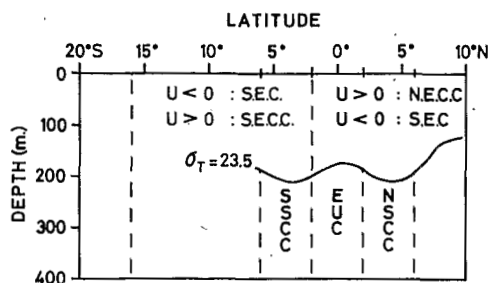 LATITUDE
20°S 15° 10° 5° 0° 5° 10°N
0
U < 0 : S.E.C. U > 0 : N.E.C.C
U > 0 : S.E.C.C. U < 0 : S.E.C
100
σT = 23.5
200
300
400
DEPTH (m.)
SSCC
EUC
NSCC